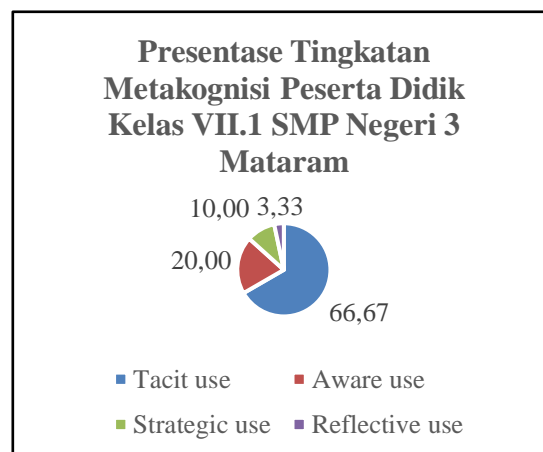 Presentase Tingkatan
Metakognisi Peserta Didik
Kelas VII.1 SMP Negeri 3
Mataram
10,00 3,33
20,00
66,67
Tacit use Aware use
Strategic use Reflective use